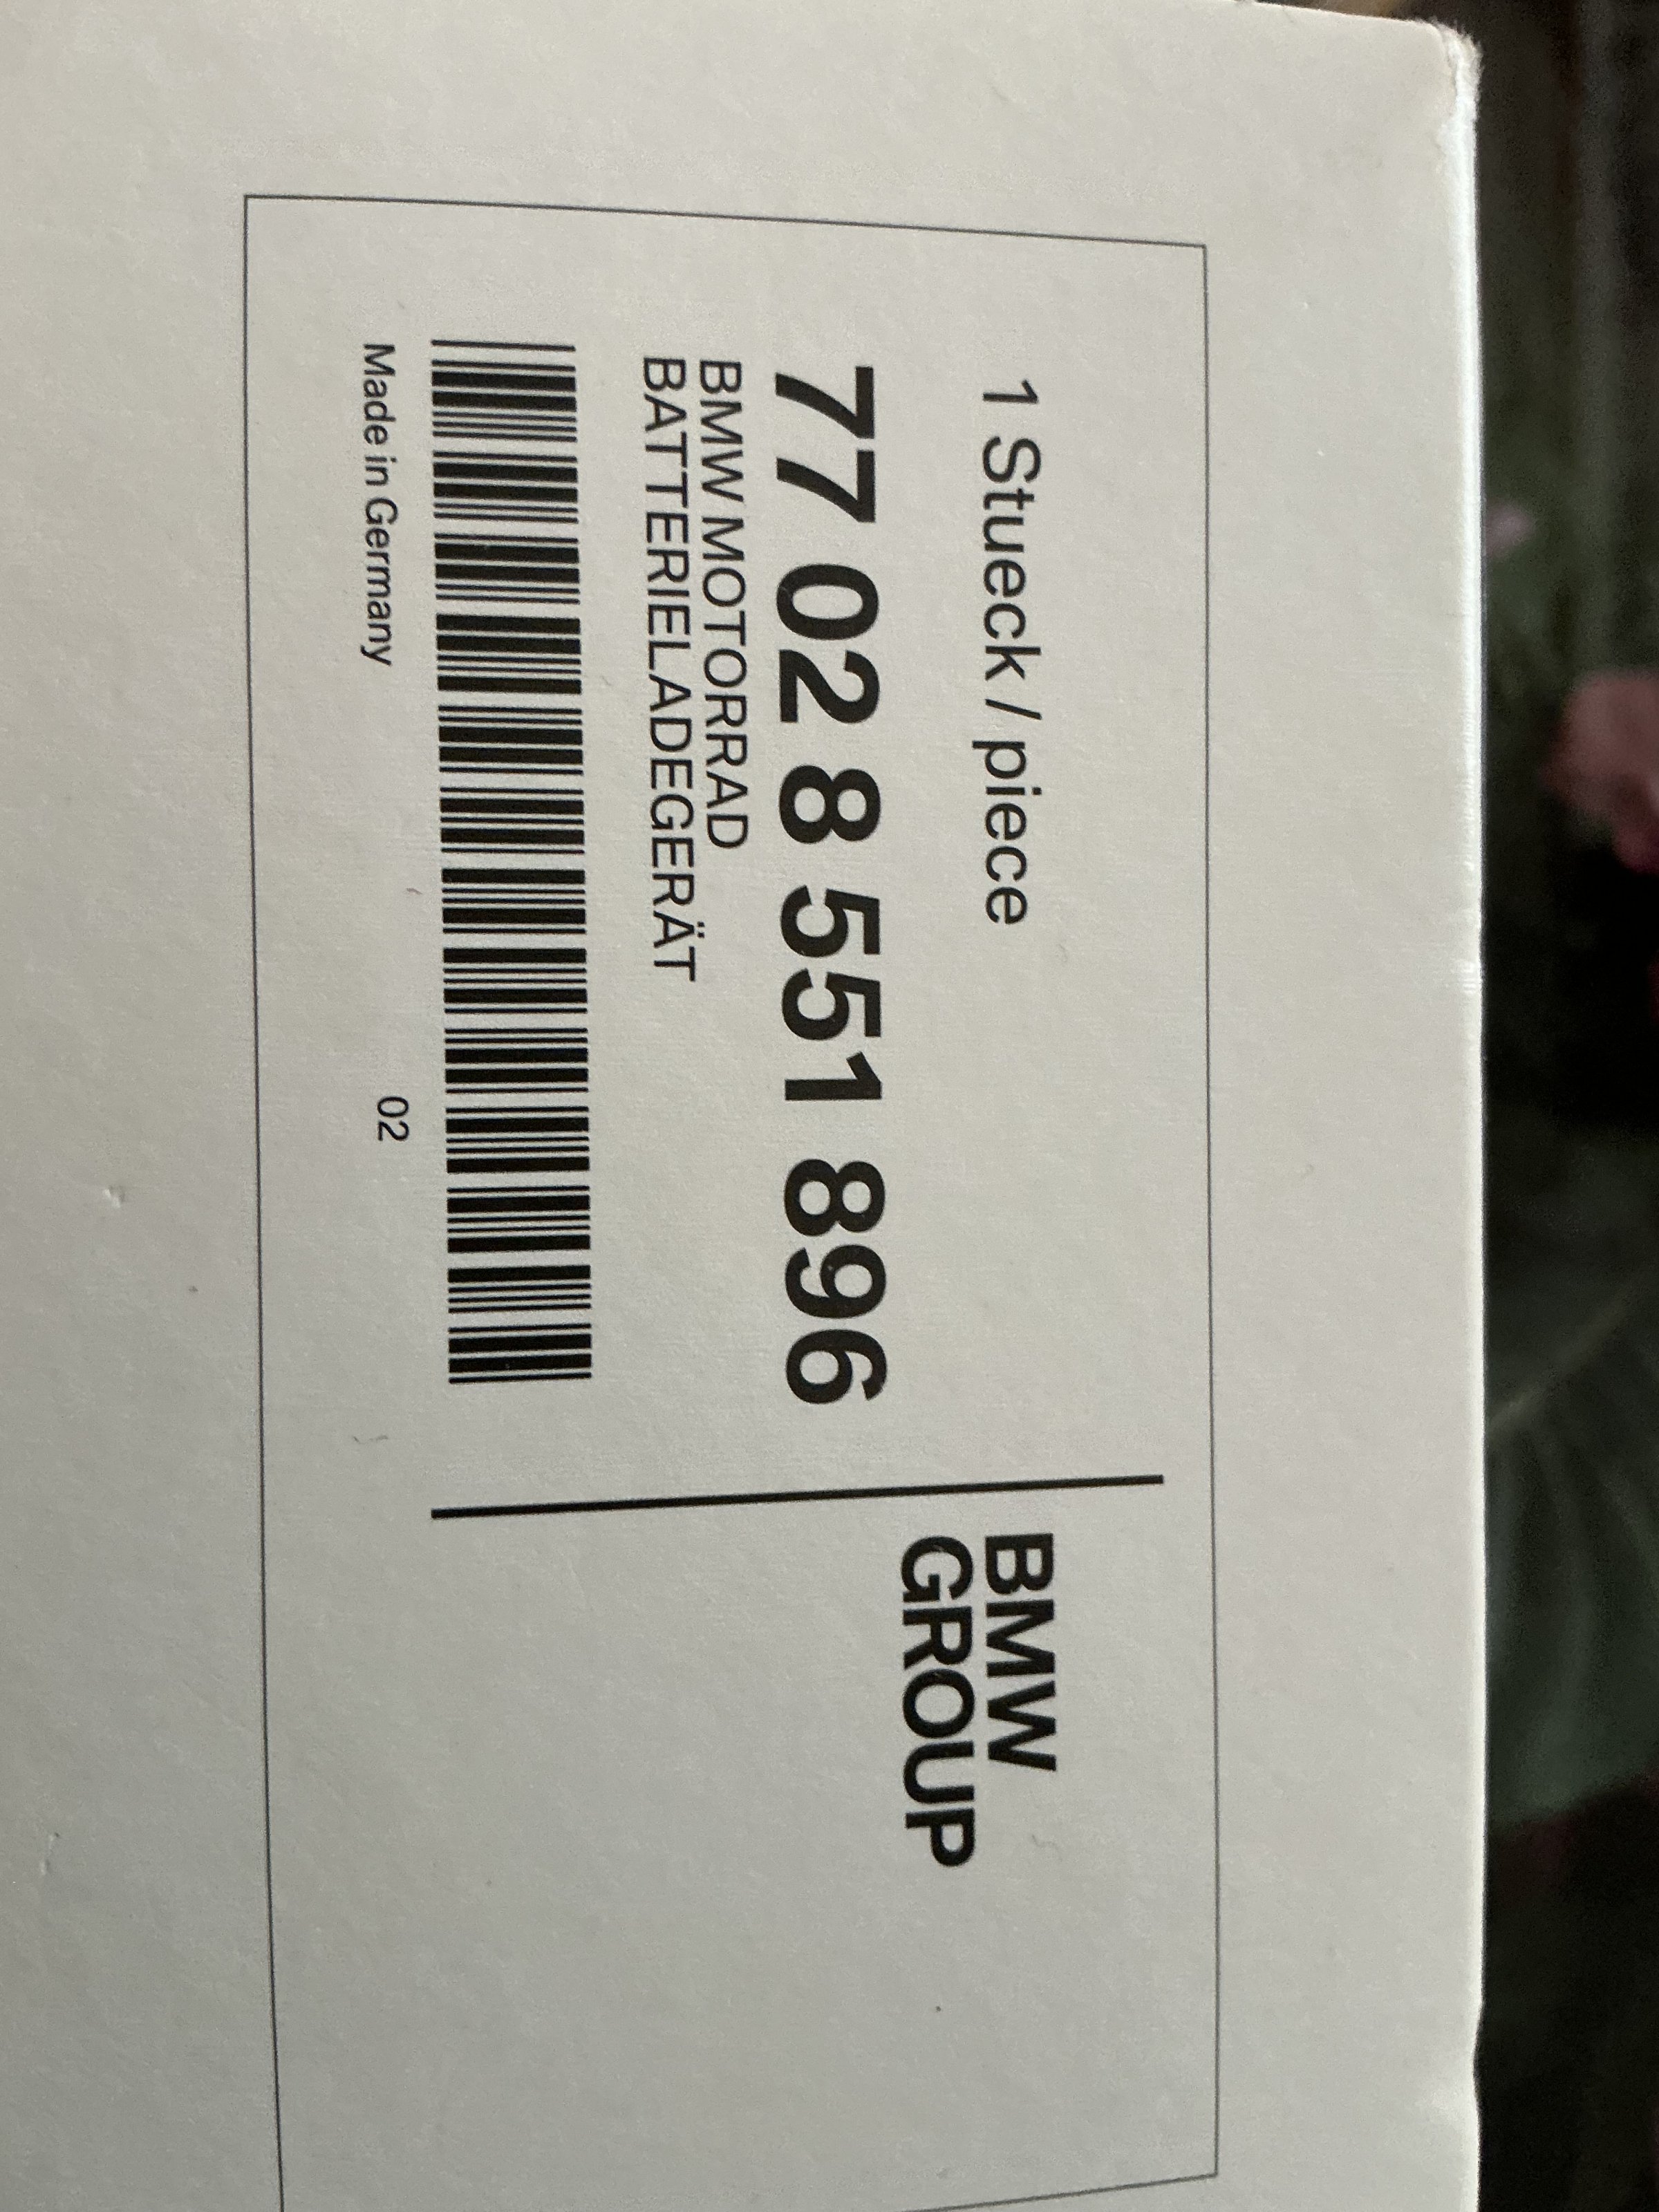 1 Stueck / piece
77 02 8 551 896
BMW MOTORRAD
BATTERIELADEGERÄT
Made in Germany
02
BMW
GROUP